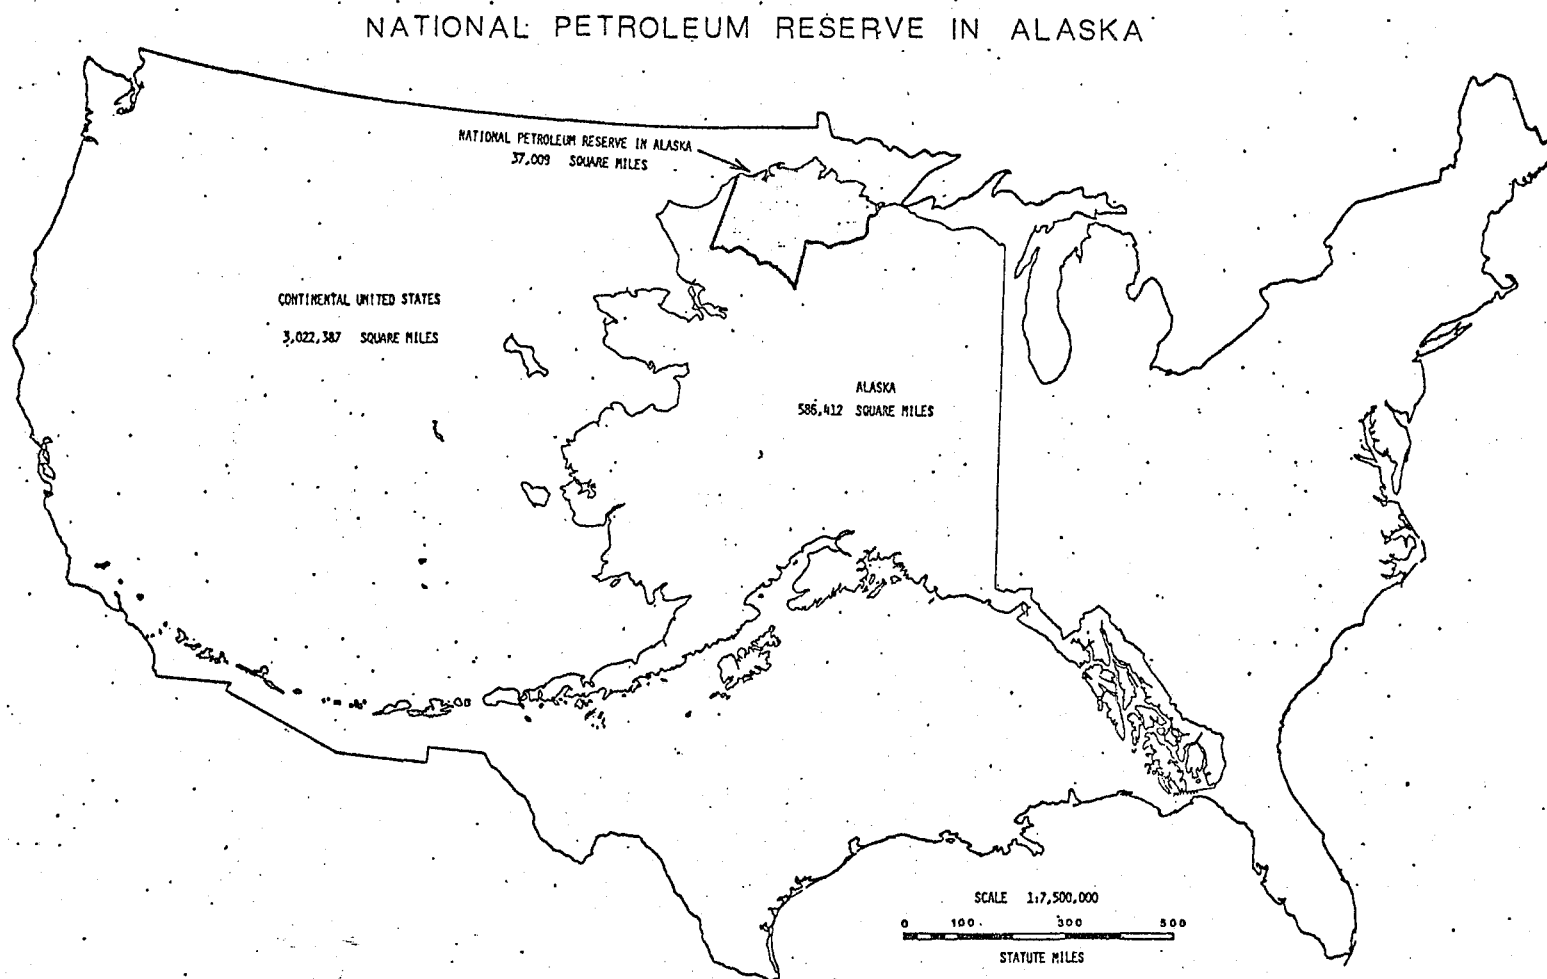 NATIONAL PETROLEUM RESERVE IN ALASKA
NATIONAL PETROLEUM RESERVE IN ALASKA
37,009 SQUARE MILES
CONTINENTAL UNITED STATES
3,022,387 SQUARE MILES
ALASKA
586,412 SQUARE MILES
SCALE 1:7,500,000
0 100 300 500
STATUTE MILES